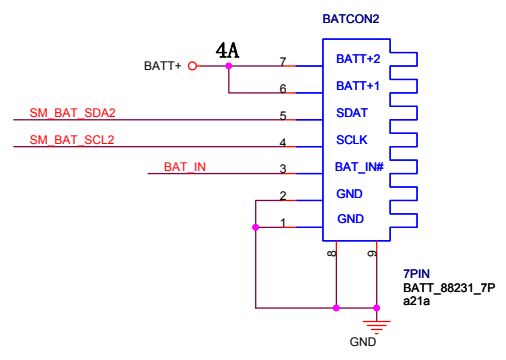 BATCON2
4A
BATT+
7
BATT+2
6
BATT+1
SM_BAT_SDA2
5
SDAT
SM_BAT_SCL2
4
SCLK
BAT_IN
3
BAT_IN#
2
GND
1
GND
8
9
7PIN
BATT_88231_7P
a21a
GND